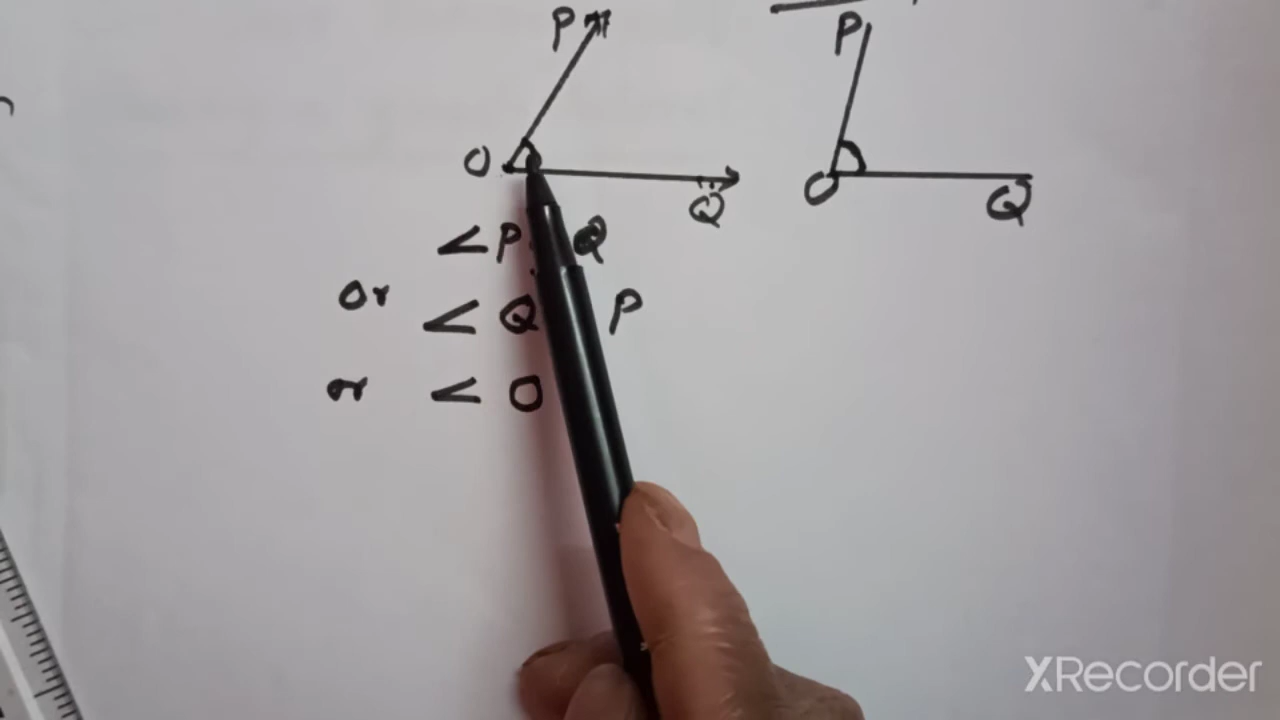 P P
O O
Q Q
< P Q
or < Q P
or < O
XRecorder